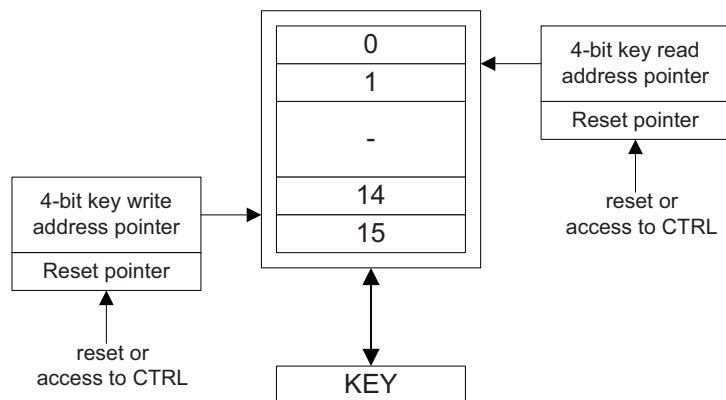 0
1
-
14
15
4-bit key read
address pointer
Reset pointer
reset or
access to CTRL
4-bit key write
address pointer
Reset pointer
reset or
access to CTRL
KEY